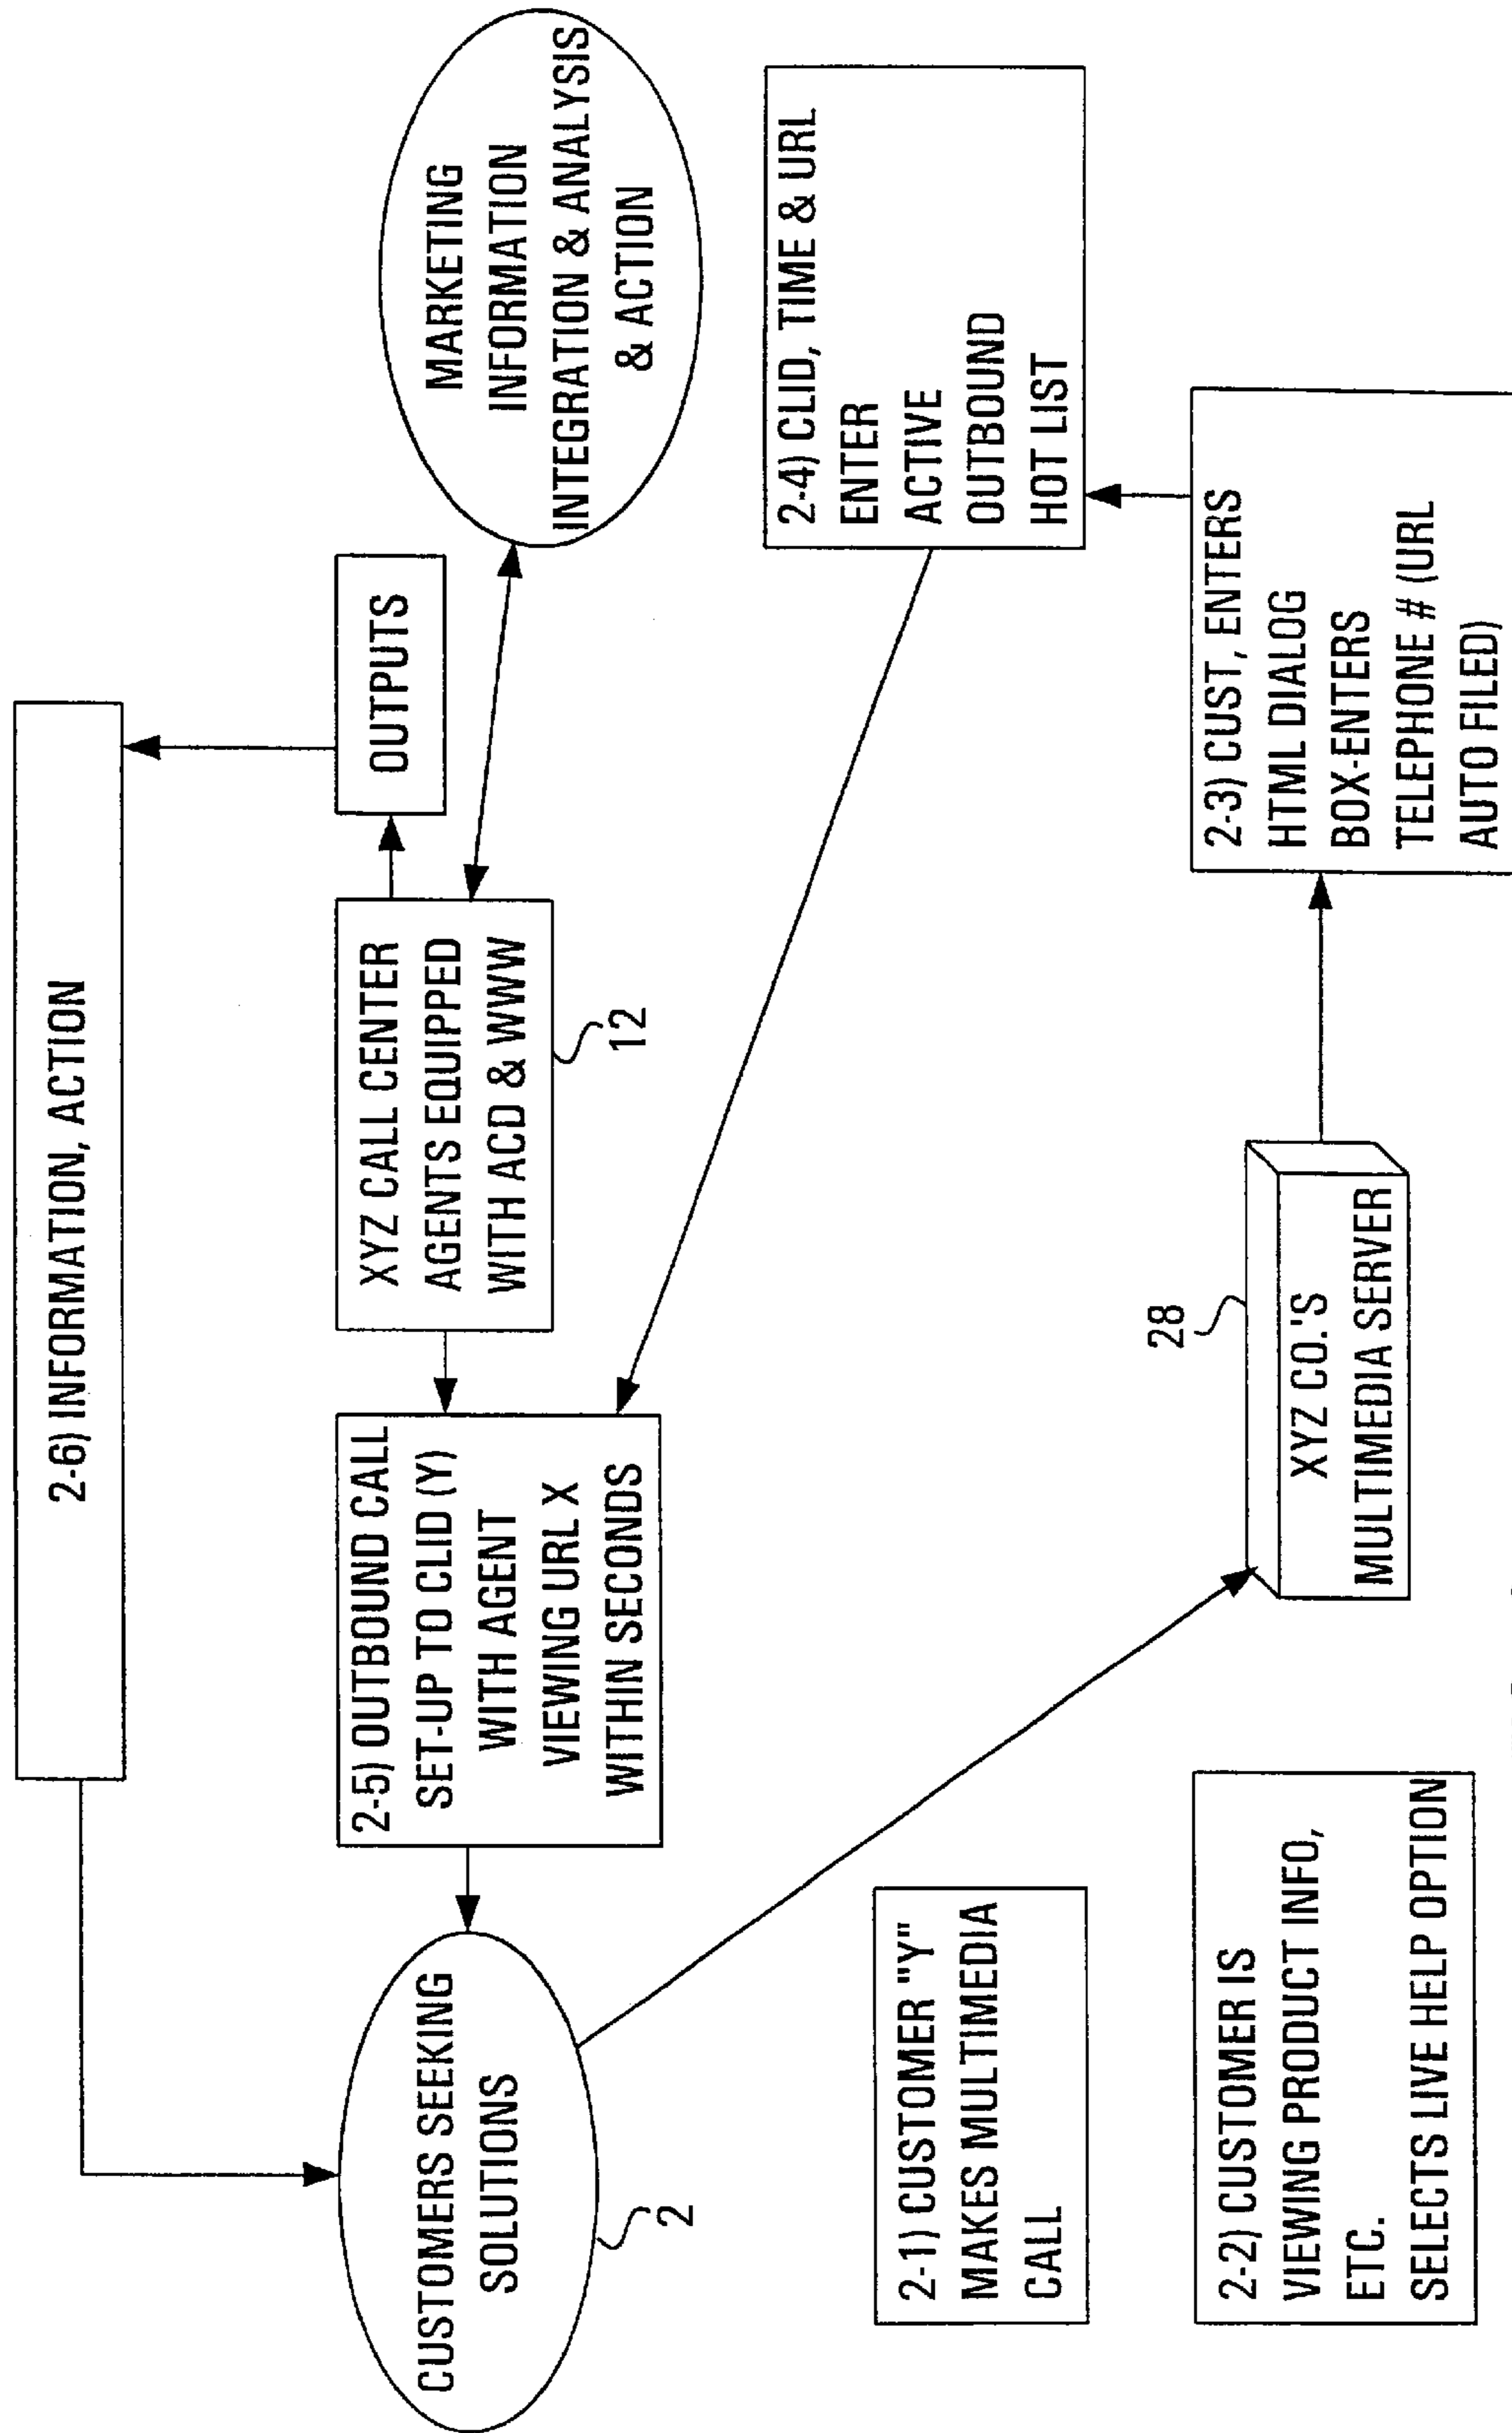 2-6) INFORMATION, ACTION
CUSTOMERS SEEKING
SOLUTIONS
2
2-5) OUTBOUND CALL
SET-UP TO CLID (Y)
WITH AGENT
VIEWING URL X
WITHIN SECONDS
XYZ CALL CENTER
AGENTS EQUIPPED
WITH ACD & WWW
12
OUTPUTS
MARKETING
INFORMATION
INTEGRATION & ANALYSIS
& ACTION
2-1) CUSTOMER "Y"
MAKES MULTIMEDIA
CALL
2-2) CUSTOMER IS
VIEWING PRODUCT INFO,
ETC.
SELECTS LIVE HELP OPTION
28
XYZ CO.'S
MULTIMEDIA SERVER
2-3) CUST, ENTERS
HTML DIALOG
BOX-ENTERS
TELEPHONE # (URL
AUTO FILED)
2-4) CLID, TIME & URL
ENTER
ACTIVE
OUTBOUND
HOT LIST